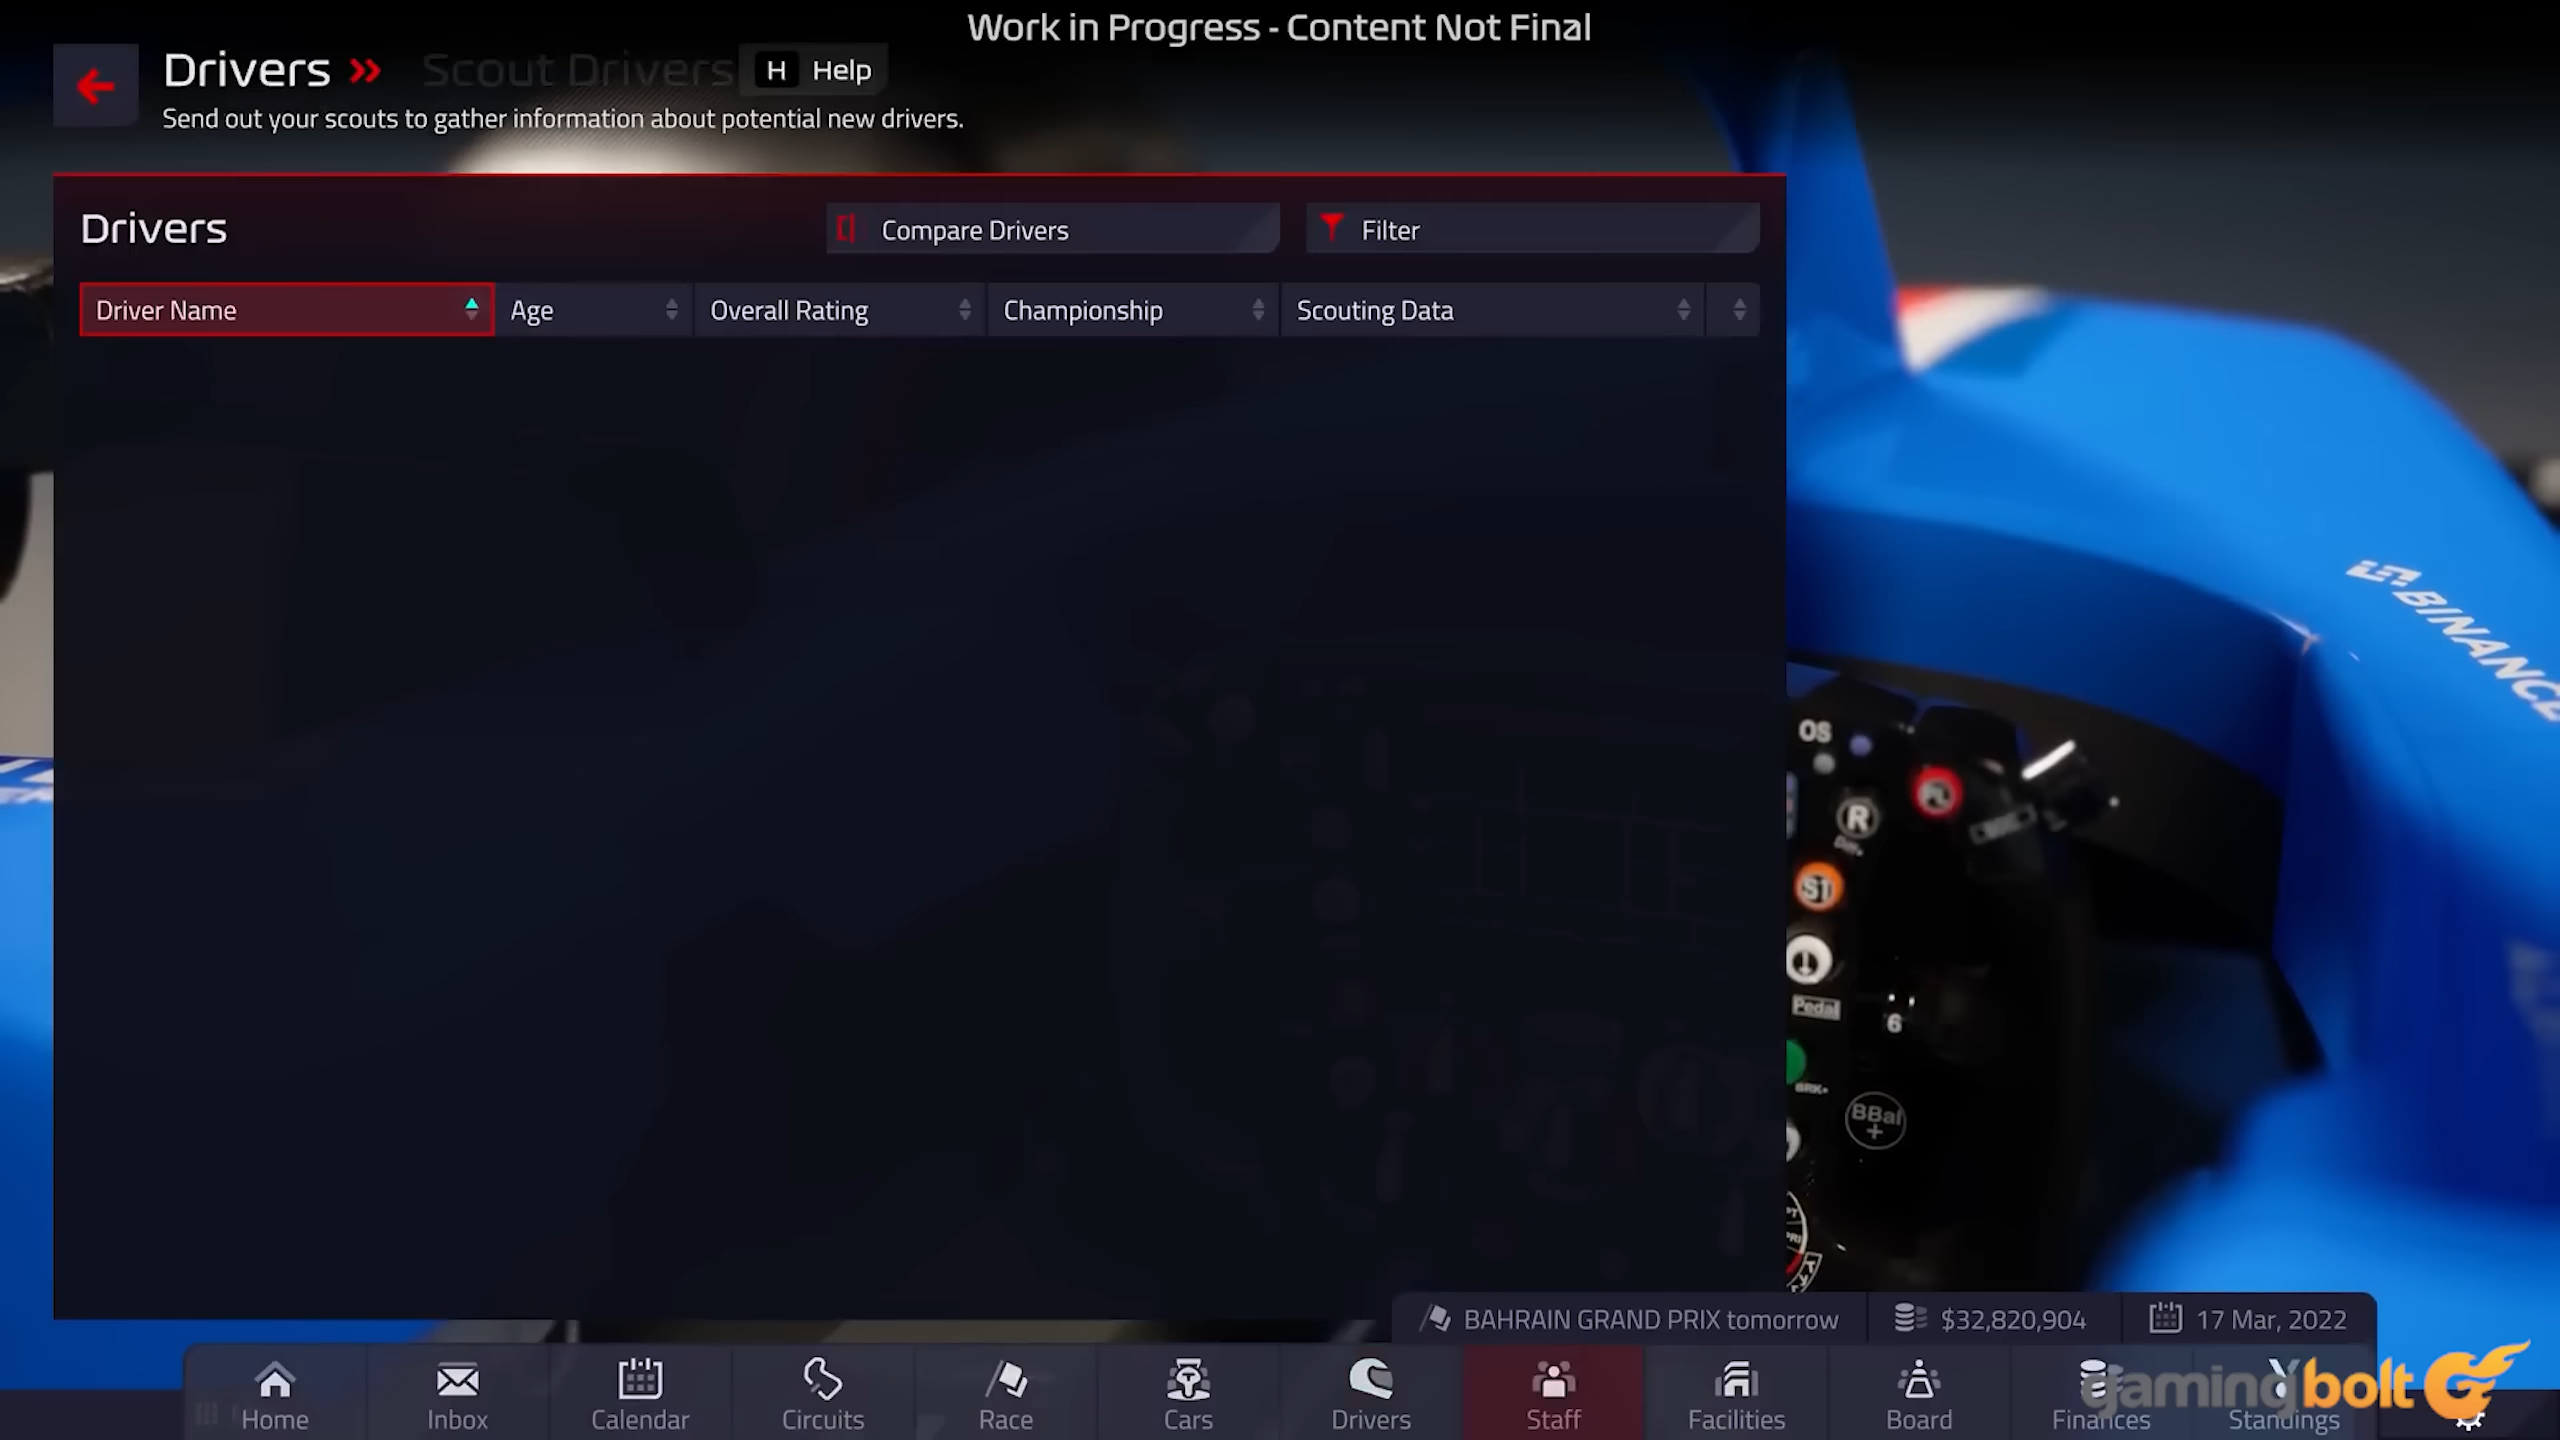 Work in Progress - Content Not Final
Drivers » Scout Drivers H Help
Send out your scouts to gather information about potential new drivers.
Drivers
Compare Drivers
Filter
Driver Name
Age
Overall Rating
Championship
Scouting Data
BINANCE
OS
R
S1
Pedal
6
BRK-
BBal
+
BAHRAIN GRAND PRIX tomorrow
$32,820,904
17 Mar, 2022
Home
Inbox
Calendar
Circuits
Race
Cars
Drivers
Staff
Facilities
Board
Finances
Standings
gamingbolt